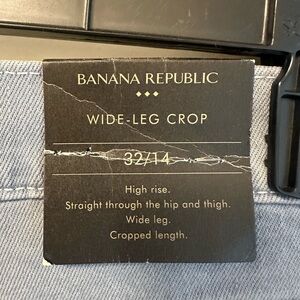 BANANA REPUBLIC
WIDE-LEG CROP
32/14
High rise.
Straight through the hip and thigh.
Wide leg.
Cropped length.